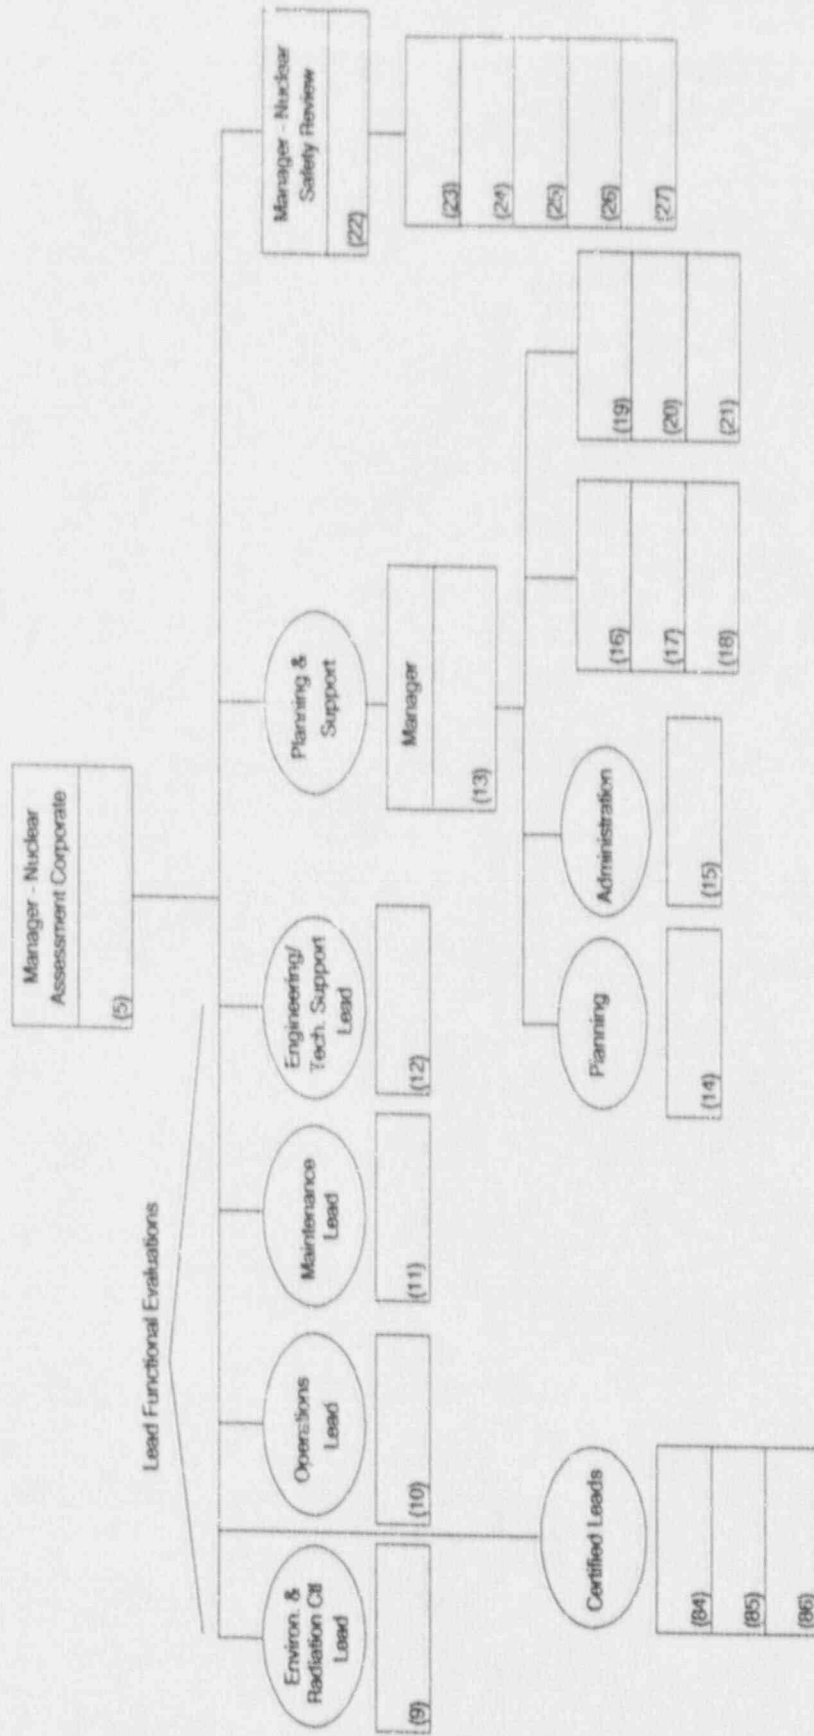 Manager - Nuclear
Assessment Corporate
(5)
Lead Functional Evaluations
Environ. &
Radiation Ctl
Lead
(9)
Operations
Lead
(10)
Maintenance
Lead
(11)
Engineering/
Tech. Support
Lead
(12)
Planning &
Support
Manager
(13)
Manager - Nuclear
Safety Review
(22)
(23)
(24)
(25)
(26)
(27)
Certified Leads
(84)
(85)
(86)
Planning
(14)
Administration
(15)
(16)
(17)
(18)
(19)
(20)
(21)